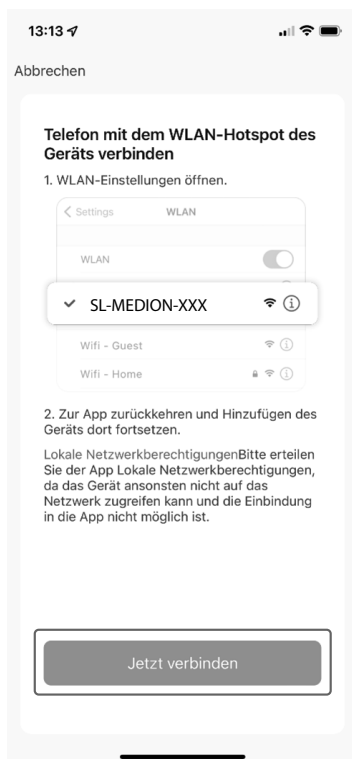 13:13
Abbrechen
Telefon mit dem WLAN-Hotspot des
Geräts verbinden
1. WLAN-Einstellungen öffnen.
Settings WLAN
WLAN
SL-MEDION-XXX
Wifi - Guest
Wifi - Home
2. Zur App zurückkehren und Hinzufügen des
Geräts dort fortsetzen.
Lokale NetzwerkberechtigungenBitte erteilen
Sie der App Lokale Netzwerkberechtigungen,
da das Gerät ansonsten nicht auf das
Netzwerk zugreifen kann und die Einbindung
in die App nicht möglich ist.
Jetzt verbinden